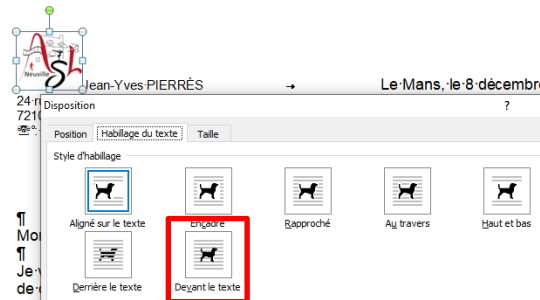 ASL
Neuville
Jean-Yves·PIERRÈS → Le·Mans,·le·8·décembre
24·r
7210
Disposition ?
Position Habillage du texte Taille
Style d'habillage
Aligné sur le texte Encadré Rapproché Au travers Haut et bas
¶
Mor
¶
Je·v
de·
Derrière le texte Devant le texte